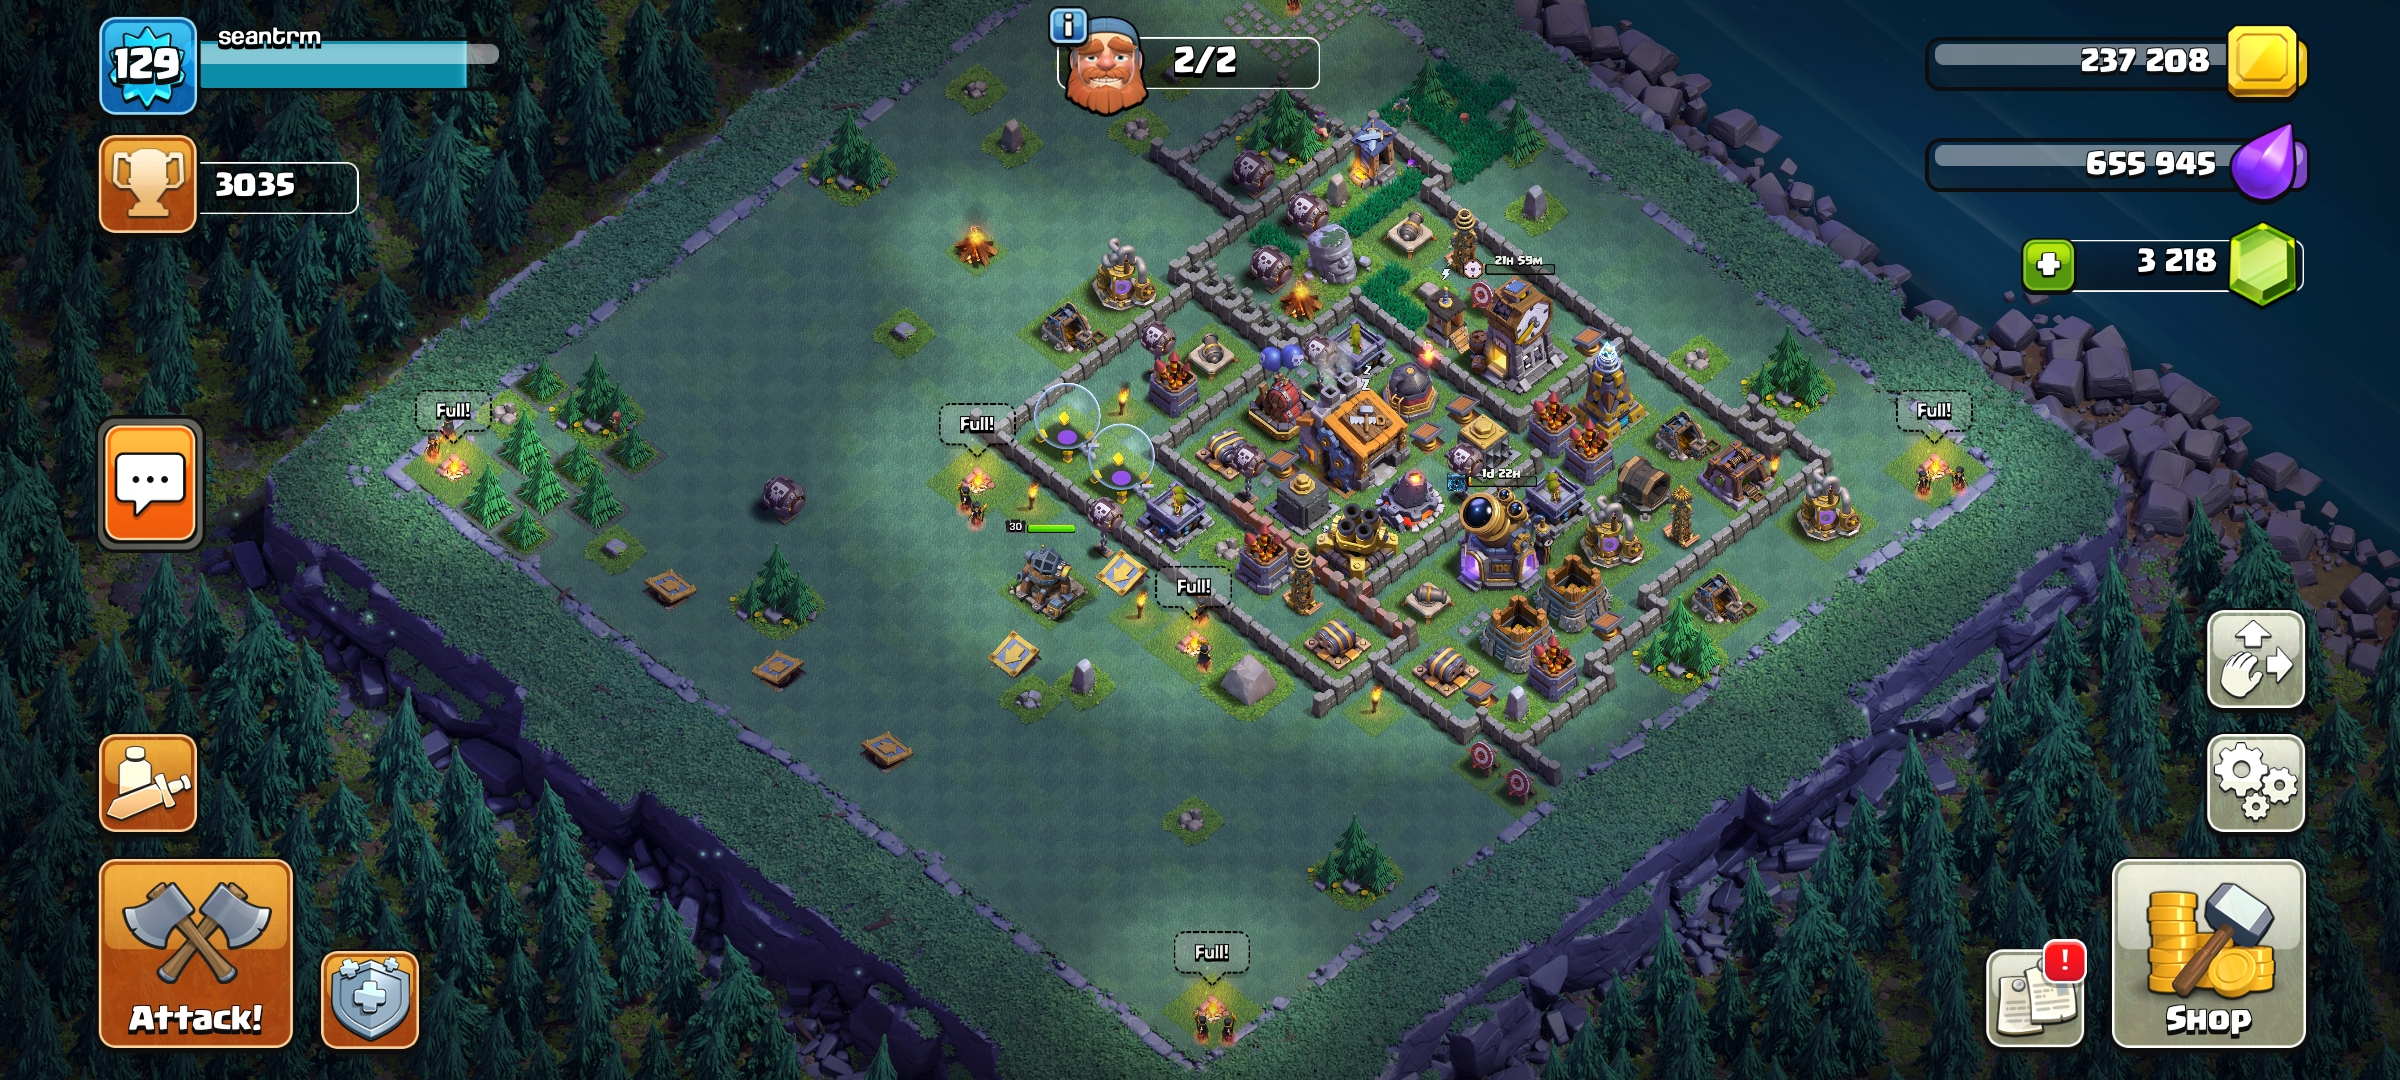 129
seantrm
2/2
237 208
3035
655 945
3 218
21H 59M
Full!
Full!
Full!
z
Z
1d 22H
30
Full!
Full!
Attack!
!
Shop